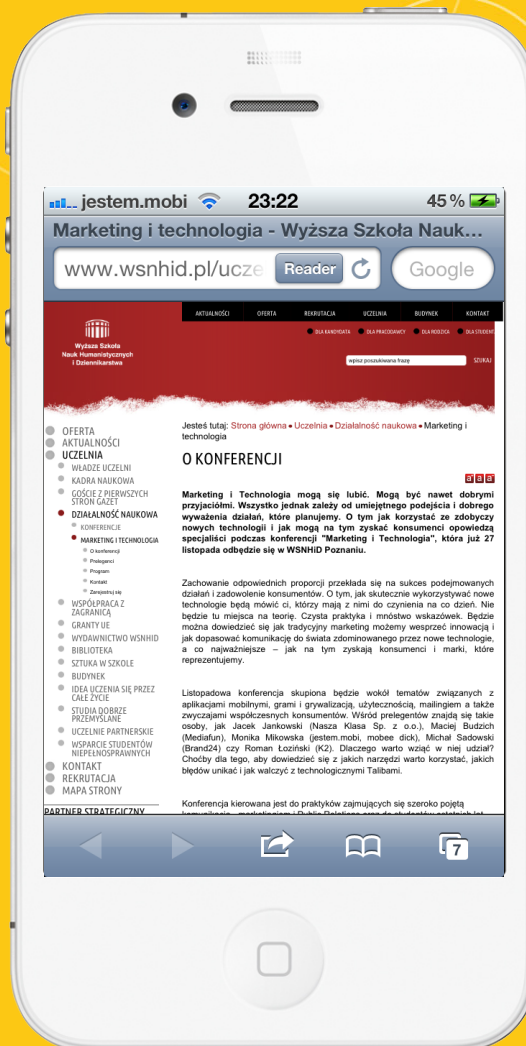 jestem.mobi 23:22 45%
Marketing i technologia - Wyższa Szkoła Nauk...
www.wsnhid.pl/ucze Reader Google
AKTUALNOŚCI OFERTA REKRUTACJA UCZELNIA BUDYNEK KONTAKT
DLA KANDYDATA DLA PRACODAWCY DLA RODZICA DLA STUDENT
Wyższa Szkoła
Nauk Humanistycznych
i Dziennikarstwa
wpisz poszukiwaną frazę SZUKAJ
OFERTA
AKTUALNOŚCI
UCZELNIA
WŁADZE UCZELNI
KADRA NAUKOWA
GOŚCIE Z PIERWSZYCH
STRON GAZET
DZIAŁALNOŚĆ NAUKOWA
KONFERENCJE
MARKETING I TECHNOLOGIA
O konferencji
Prelegenci
Program
Kontakt
Zarejestruj się
WSPÓŁPRACA Z
ZAGRANICĄ
GRANTY UE
WYDAWNICTWO WSNHID
BIBLIOTEKA
SZTUKA W SZKOLE
BUDYNEK
IDEA UCZENIA SIĘ PRZEZ
CAŁE ŻYCIE
STUDIA DOBRZE
PRZEMYŚLANE
UCZELNIE PARTNERSKIE
WSPARCIE STUDENTÓW
NIEPEŁNOSPRAWNYCH
KONTAKT
REKRUTACJA
MAPA STRONY
PARTNER STRATEGICZNY
Jesteś tutaj: Strona główna • Uczelnia • Działalność naukowa • Marketing i
technologia
O KONFERENCJI
a a a
Marketing i Technologia mogą się lubić. Mogą być nawet dobrymi
przyjaciółmi. Wszystko jednak zależy od umiejętnego podejścia i dobrego
wyważenia działań, które planujemy. O tym jak korzystać ze zdobyczy
nowych technologii i jak mogą na tym zyskać konsumenci opowiedzą
specjaliści podczas konferencji "Marketing i Technologia", która już 27
listopada odbędzie się w WSNHiD Poznaniu.
Zachowanie odpowiednich proporcji przekłada się na sukces podejmowanych
działań i zadowolenie konsumentów. O tym, jak skutecznie wykorzystywać nowe
technologie będą mówić ci, którzy mają z nimi do czynienia na co dzień. Nie
będzie tu miejsca na teorię. Czysta praktyka i mnóstwo wskazówek. Będzie
można dowiedzieć się jak tradycyjny marketing możemy wesprzeć innowacją i
jak dopasować komunikację do świata zdominowanego przez nowe technologie,
a co najważniejsze – jak na tym zyskają konsumenci i marki, które
reprezentujemy.
Listopadowa konferencja skupiona będzie wokół tematów związanych z
aplikacjami mobilnymi, grami i grywalizacją, użytecznością, mailingiem a także
zwyczajami współczesnych konsumentów. Wśród prelegentów znajdą się takie
osoby, jak Jacek Jankowski (Nasza Klasa Sp. z o.o.), Maciej Budzich
(Mediafun), Monika Mikowska (jestem.mobi, mobee dick), Michał Sadowski
(Brand24) czy Roman Łoziński (K2). Dlaczego warto wziąć w niej udział?
Choćby dla tego, aby dowiedzieć się z jakich narzędzi warto korzystać, jakich
błędów unikać i jak walczyć z technologicznymi Talibami.
Konferencja kierowana jest do praktyków zajmujących się szeroko pojętą
komunikacją, marketingiem i Public Relations oraz do studentów ostatnich lat
7